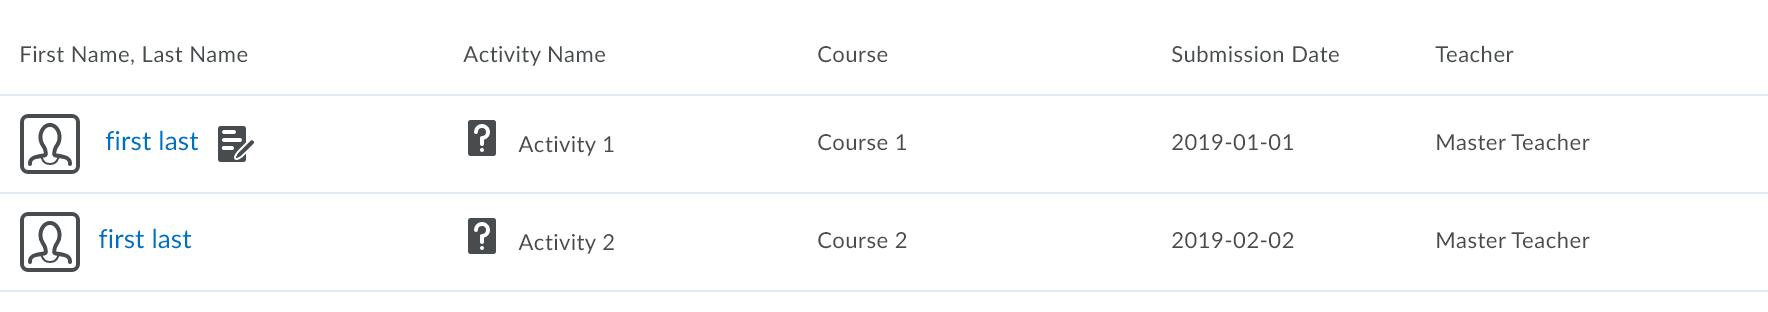 First Name, Last Name Activity Name Course Submission Date Teacher
first last ? Activity 1 Course 1 2019-01-01 Master Teacher
first last ? Activity 2 Course 2 2019-02-02 Master Teacher